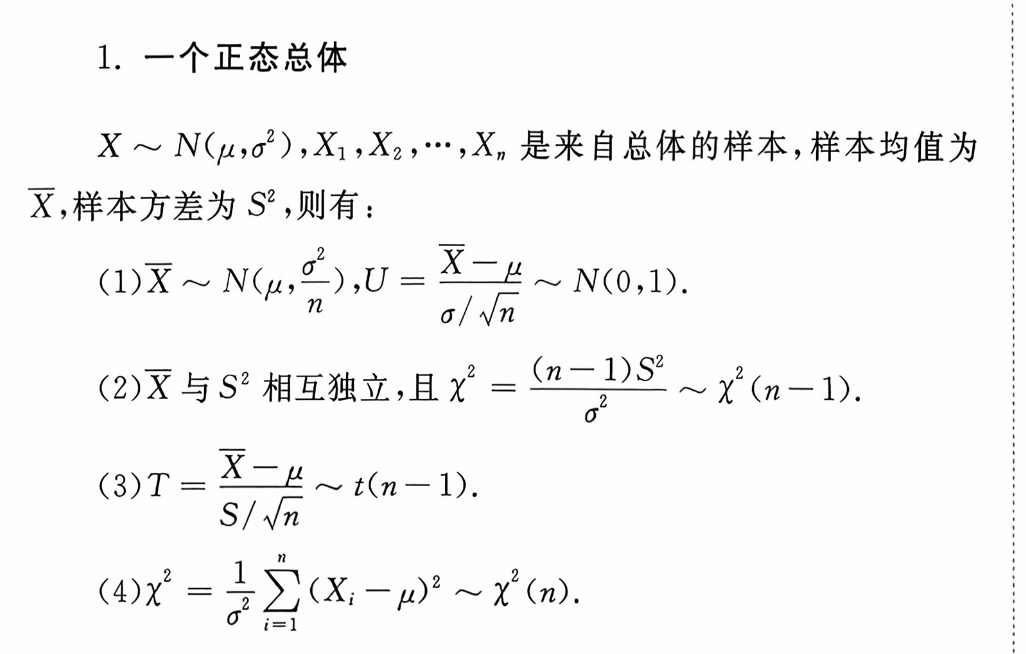 1. 一个正态总体
X ~ N(μ,σ²),X₁,X₂,⋯,Xₙ 是来自总体的样本,样本均值为
X̅,样本方差为 S²,则有:
(1)X̅ ~ N(μ,σ²/n),U = (X̅ − μ)/(σ/√n) ~ N(0,1).
(2)X̅ 与 S² 相互独立,且 χ² = (n−1)S²/σ² ~ χ²(n−1).
(3)T = (X̅ − μ)/(S/√n) ~ t(n−1).
(4)χ² = 1/σ² ∑ᵢ₌₁ⁿ (Xᵢ − μ)² ~ χ²(n).